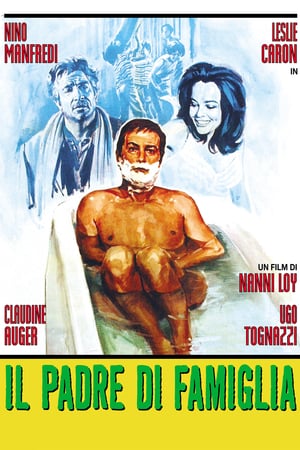 NINO
MANFREDI
LESLIE
CARON
IN
UN FILM DI
NANNI LOY
CLAUDINE
AUGER
UGO
TOGNAZZI
IL PADRE DI FAMIGLIA